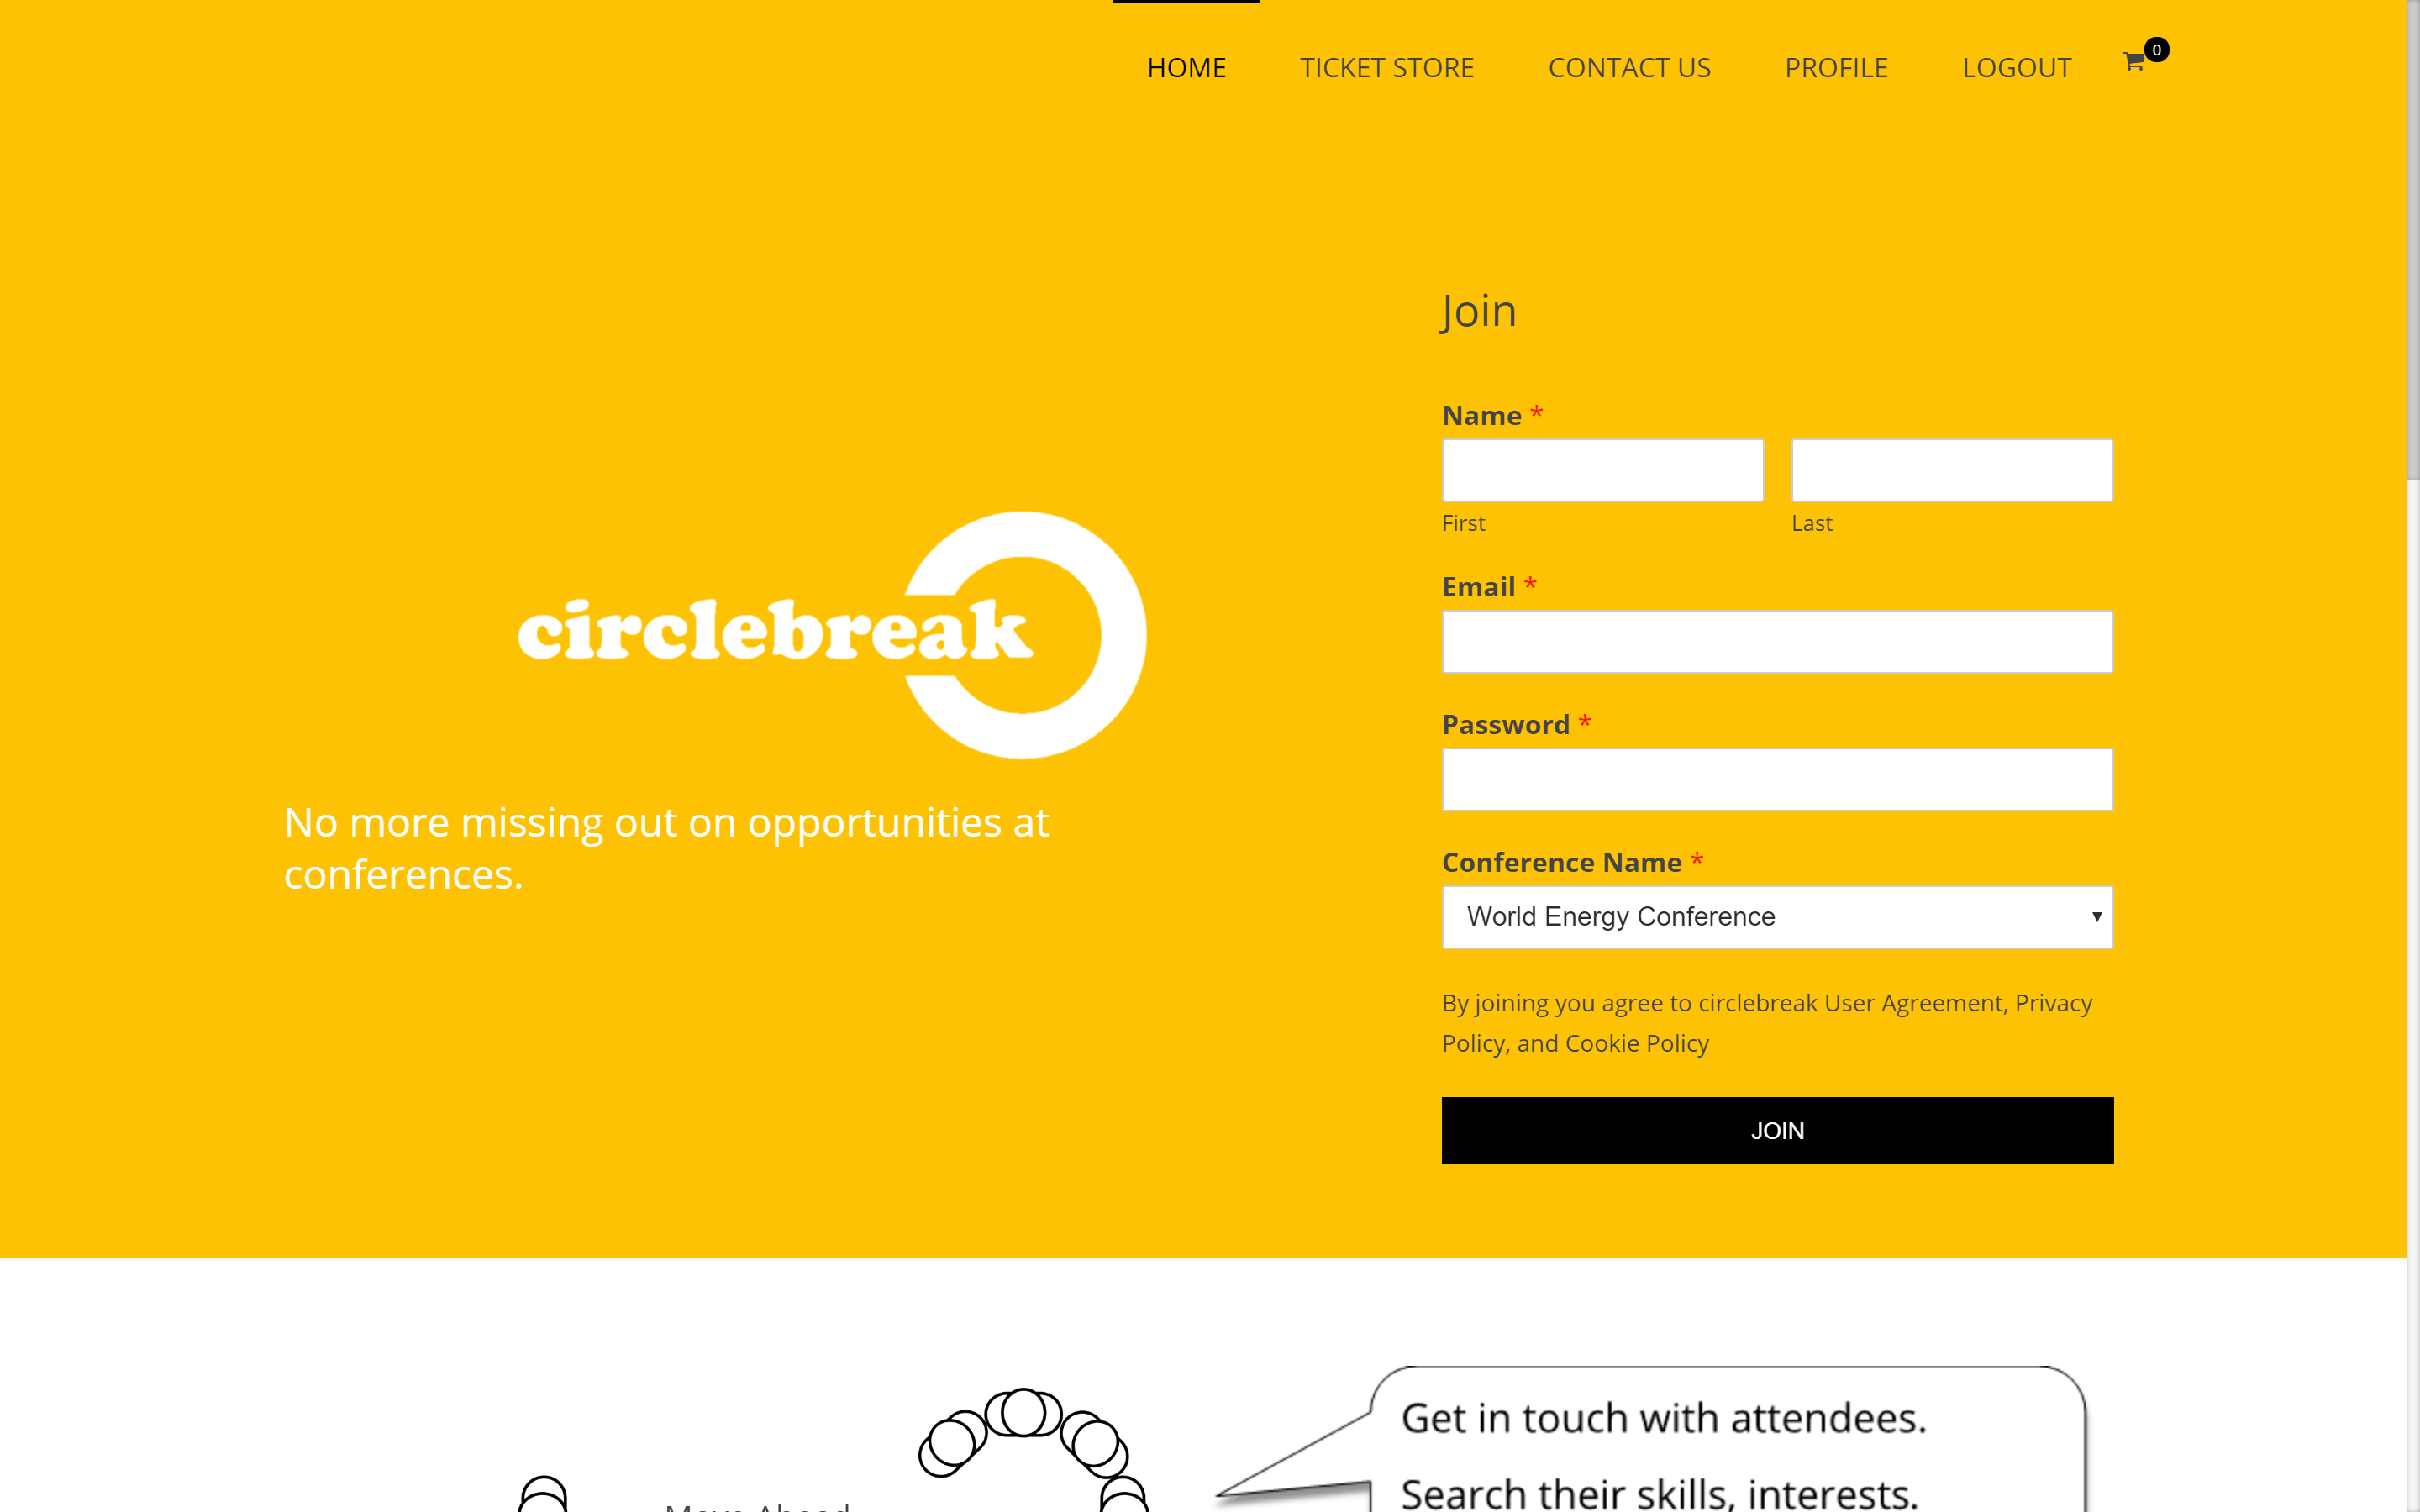 HOME TICKET STORE CONTACT US PROFILE LOGOUT 0
Join
Name *
First Last
Email *
circlebreak
Password *
No more missing out on opportunities at
conferences.
Conference Name *
World Energy Conference
By joining you agree to circlebreak User Agreement, Privacy
Policy, and Cookie Policy
JOIN
Get in touch with attendees.
Search their skills, interests.
Move Ahead